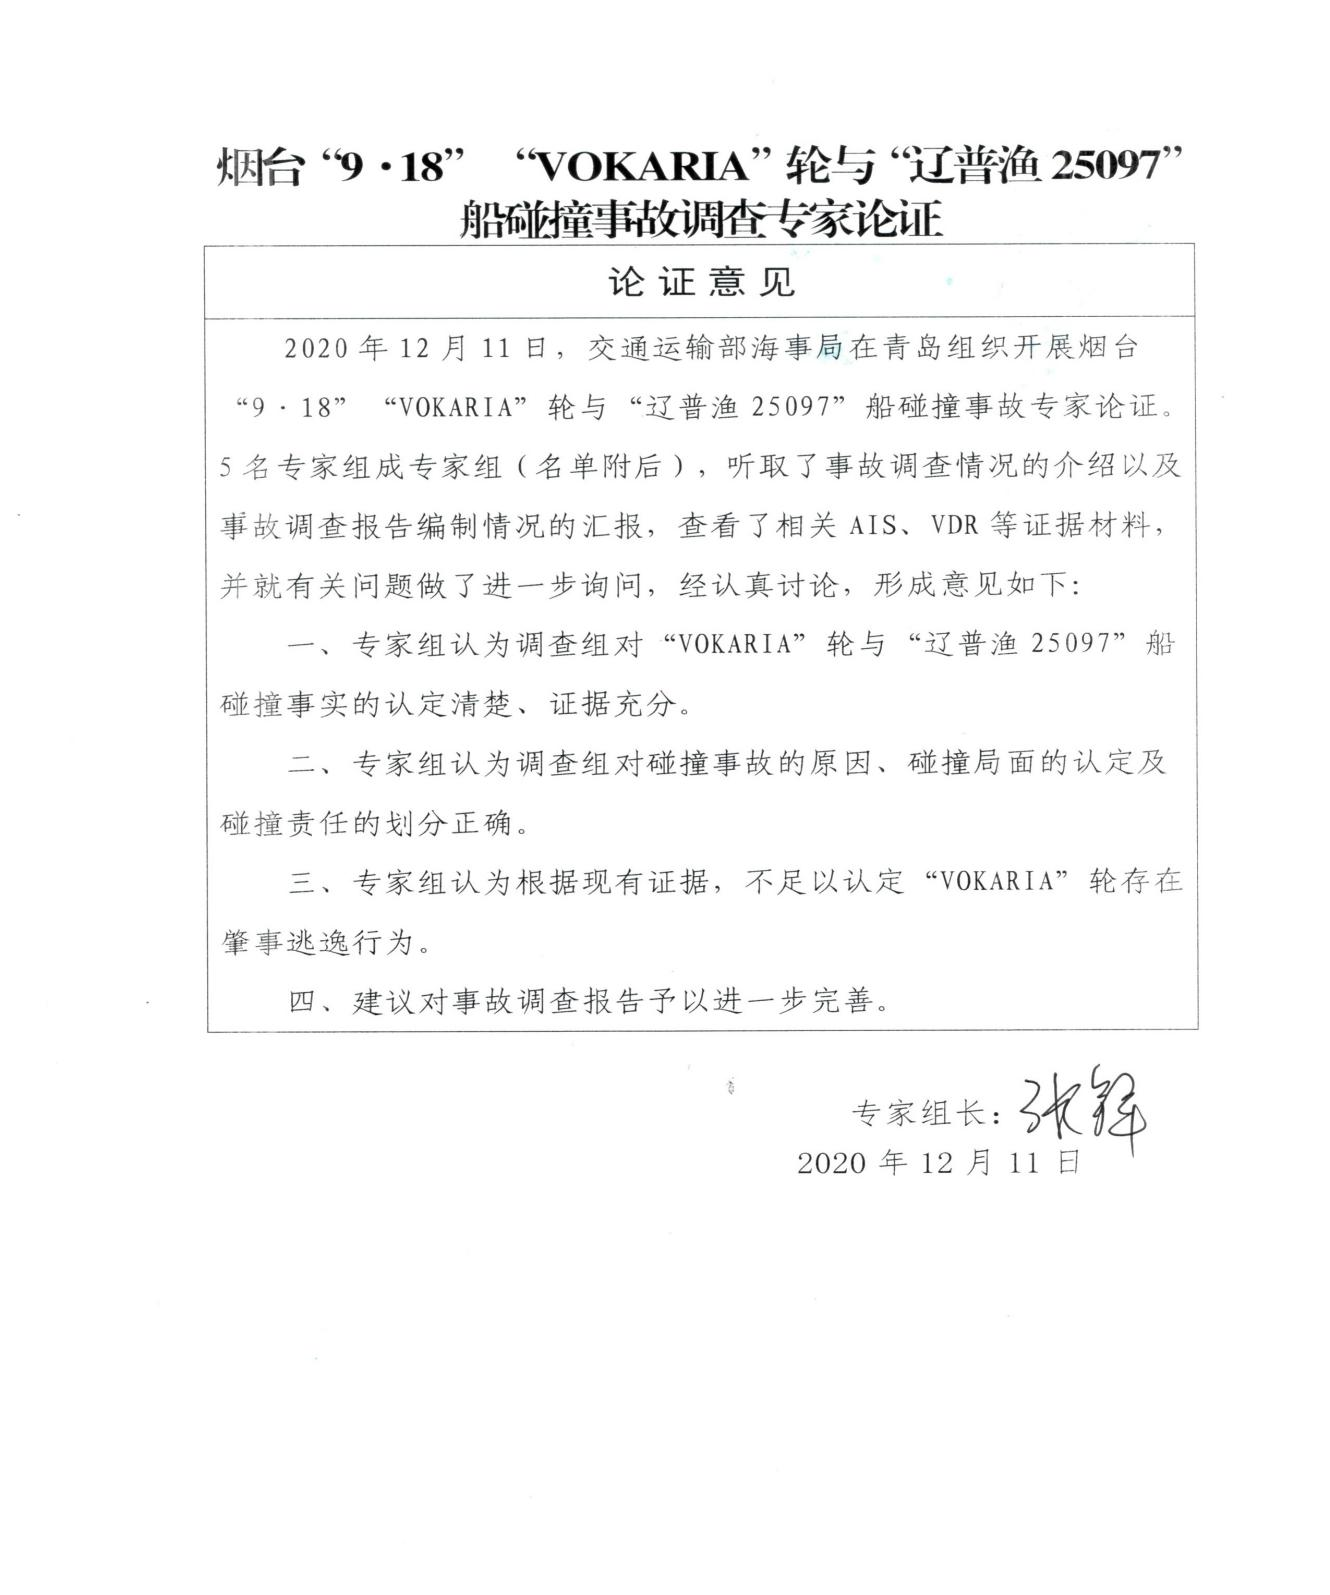 烟台“9·18” “VOKARIA”轮与“辽普渔25097”
船碰撞事故调查专家论证
论证意见
2020年12月11日，交通运输部海事局在青岛组织开展烟台
“9·18” “VOKARIA”轮与“辽普渔25097”船碰撞事故专家论证。
5名专家组成专家组（名单附后），听取了事故调查情况的介绍以及
事故调查报告编制情况的汇报，查看了相关AIS、VDR等证据材料，
并就有关问题做了进一步询问，经认真讨论，形成意见如下：
一、专家组认为调查组对“VOKARIA”轮与“辽普渔25097”船
碰撞事实的认定清楚、证据充分。
二、专家组认为调查组对碰撞事故的原因、碰撞局面的认定及
碰撞责任的划分正确。
三、专家组认为根据现有证据，不足以认定“VOKARIA”轮存在
肇事逃逸行为。
四、建议对事故调查报告予以进一步完善。
专家组长：张铎
2020年12月11日